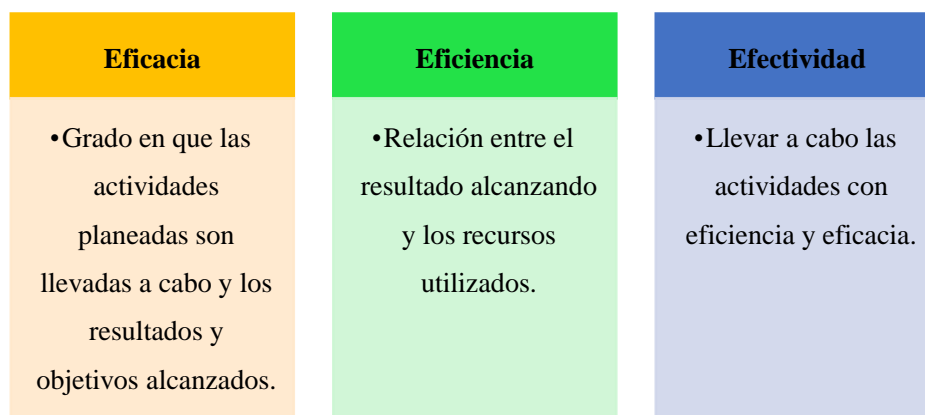 Eficacia
•Grado en que las
actividades
planeadas son
llevadas a cabo y los
resultados y
objetivos alcanzados.
Eficiencia
•Relación entre el
resultado alcanzando
y los recursos
utilizados.
Efectividad
•Llevar a cabo las
actividades con
eficiencia y eficacia.